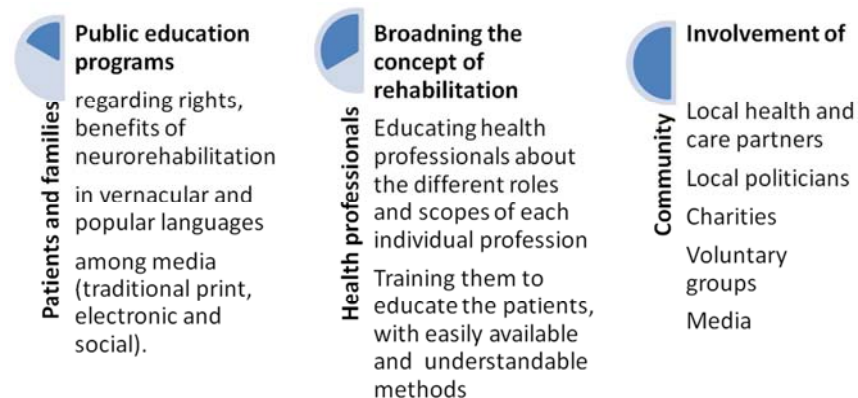 Patients and families
Public education
programs
regarding rights,
benefits of
neurorehabilitation
in vernacular and
popular languages
among media
(traditional print,
electronic and
social).
Health professionals
Broadning the
concept of
rehabilitation
Educating health
professionals about
the different roles
and scopes of each
individual profession
Training them to
educate the patients,
with easily available
and understandable
methods
Community
Involvement of
Local health and
care partners
Local politicians
Charities
Voluntary
groups
Media